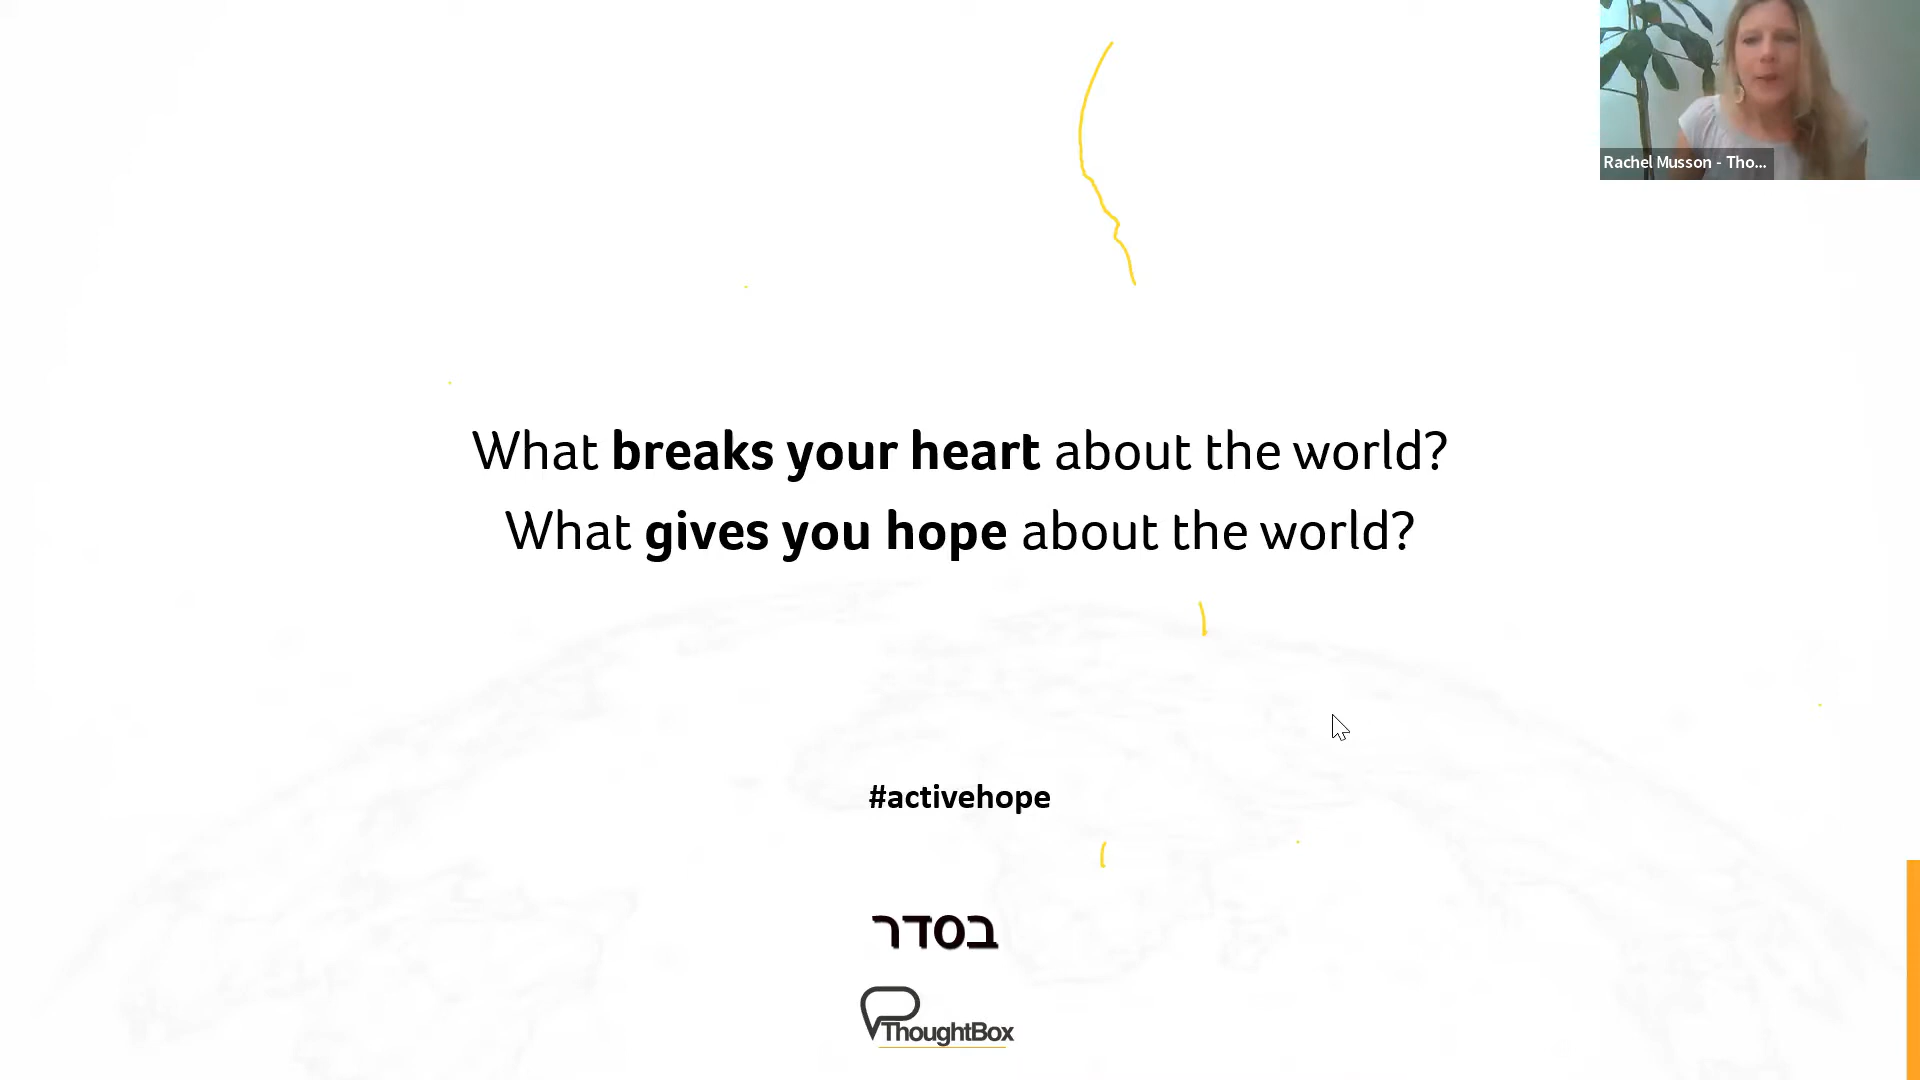 Rachel Musson - Tho...
What breaks your heart about the world?
What gives you hope about the world?
#activehope
בסדר
ThoughtBox